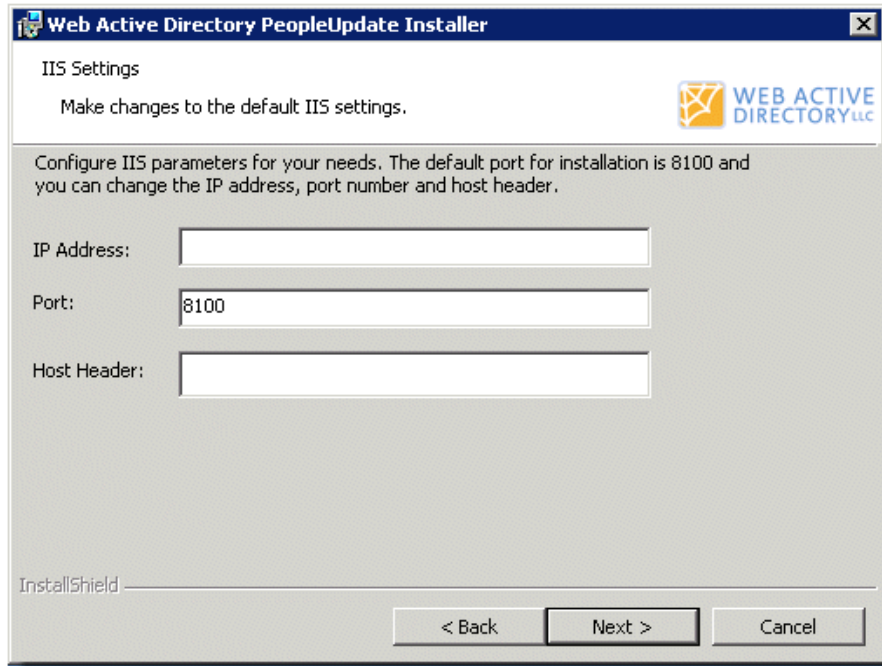 Web Active Directory PeopleUpdate Installer
IIS Settings
Make changes to the default IIS settings.
WEB ACTIVE
DIRECTORY LLC
Configure IIS parameters for your needs. The default port for installation is 8100 and
you can change the IP address, port number and host header.
IP Address:
Port:
8100
Host Header:
InstallShield
< Back
Next >
Cancel